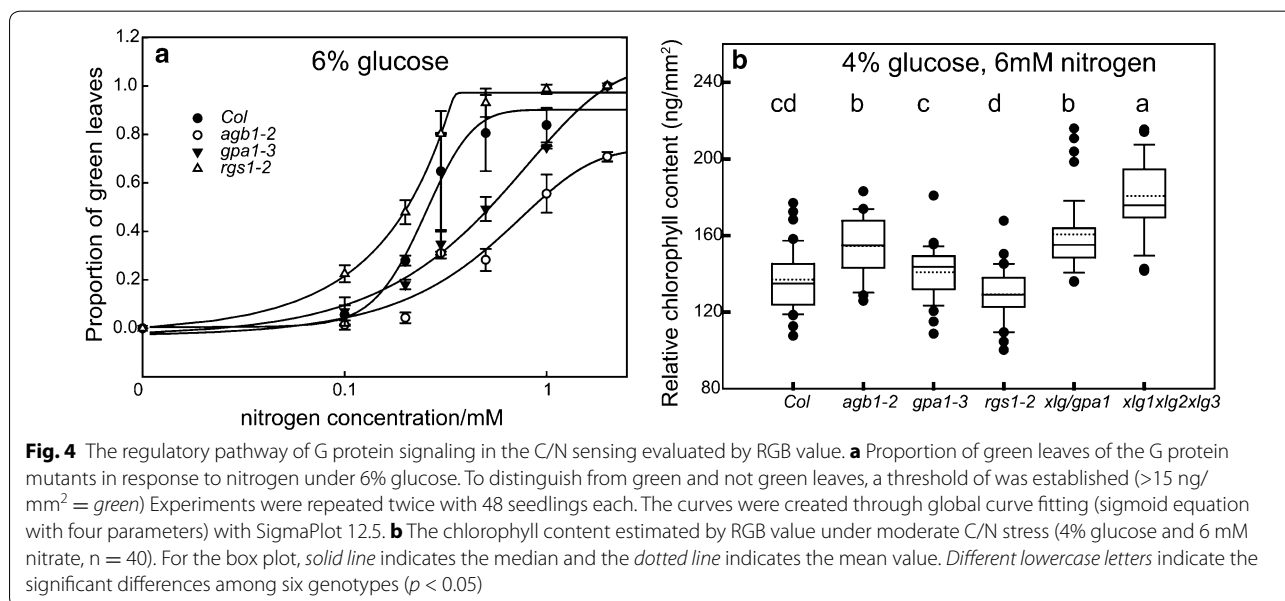 a
6% glucose
Proportion of green leaves
1.2
1.0
0.8
0.6
0.4
0.2
0.0
Col
agb1-2
gpa1-3
rgs1-2
0
0.1
1
nitrogen concentration/mM
b
4% glucose, 6mM nitrogen
Relative chlorophyll content (ng/mm²)
240
200
160
120
80
cd
b
c
d
b
a
Col
agb1-2
gpa1-3
rgs1-2
xlg/gpa1
xlg1xlg2xlg3
Fig. 4 The regulatory pathway of G protein signaling in the C/N sensing evaluated by RGB value. a Proportion of green leaves of the G protein
mutants in response to nitrogen under 6% glucose. To distinguish from green and not green leaves, a threshold of was established (>15 ng/
mm² = green) Experiments were repeated twice with 48 seedlings each. The curves were created through global curve fitting (sigmoid equation
with four parameters) with SigmaPlot 12.5. b The chlorophyll content estimated by RGB value under moderate C/N stress (4% glucose and 6 mM
nitrate, n = 40). For the box plot, solid line indicates the median and the dotted line indicates the mean value. Different lowercase letters indicate the
significant differences among six genotypes (p < 0.05)